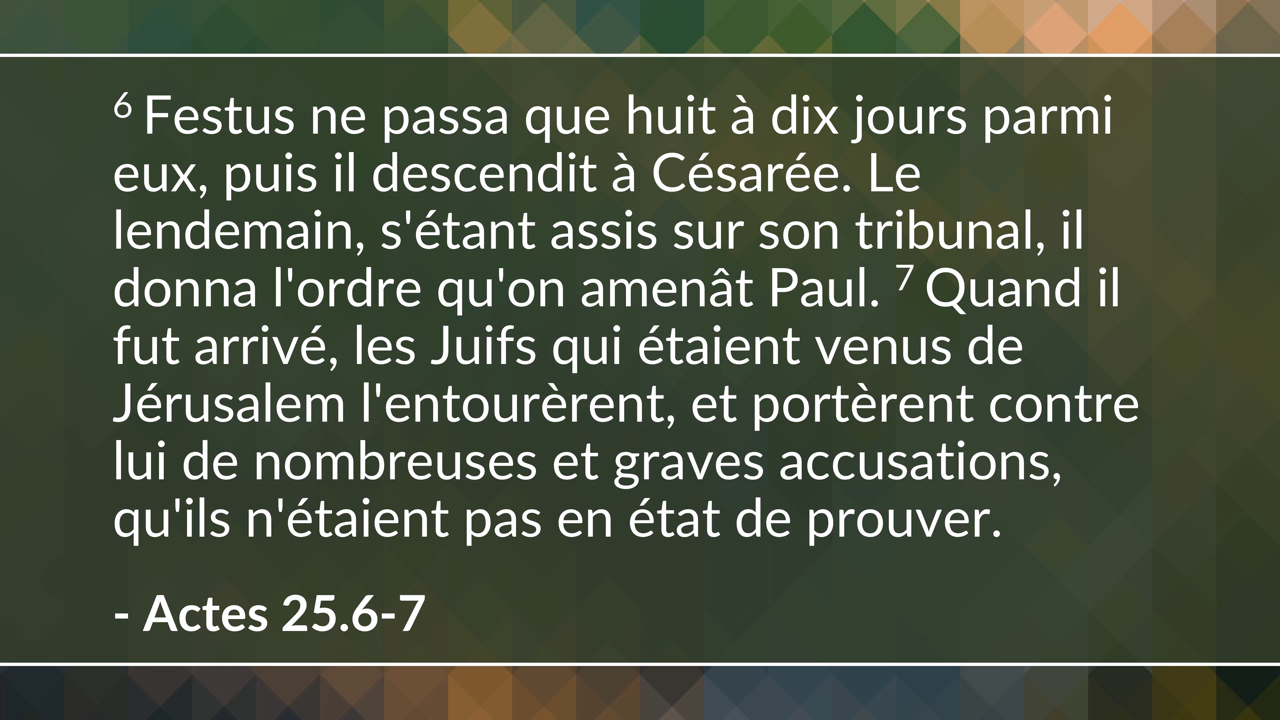 6 Festus ne passa que huit à dix jours parmi
eux, puis il descendit à Césarée. Le
lendemain, s'étant assis sur son tribunal, il
donna l'ordre qu'on amenât Paul. 7 Quand il
fut arrivé, les Juifs qui étaient venus de
Jérusalem l'entourèrent, et portèrent contre
lui de nombreuses et graves accusations,
qu'ils n'étaient pas en état de prouver.
- Actes 25.6-7